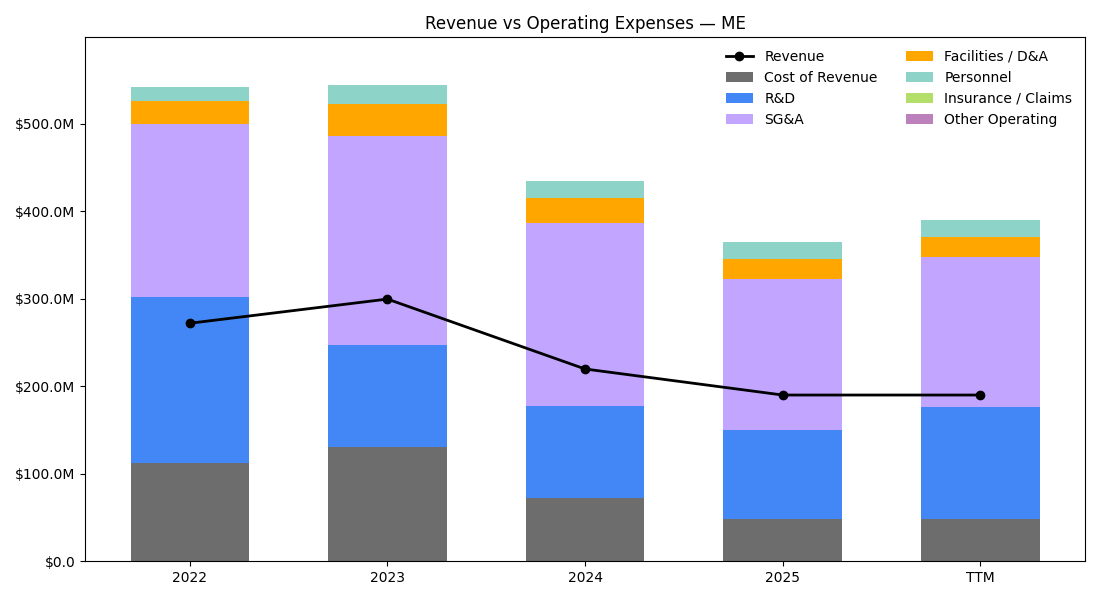 Revenue vs Operating Expenses — ME
Revenue
Cost of Revenue
R&D
SG&A
Facilities / D&A
Personnel
Insurance / Claims
Other Operating
$500.0M
$400.0M
$300.0M
$200.0M
$100.0M
$0.0
2022 2023 2024 2025 TTM